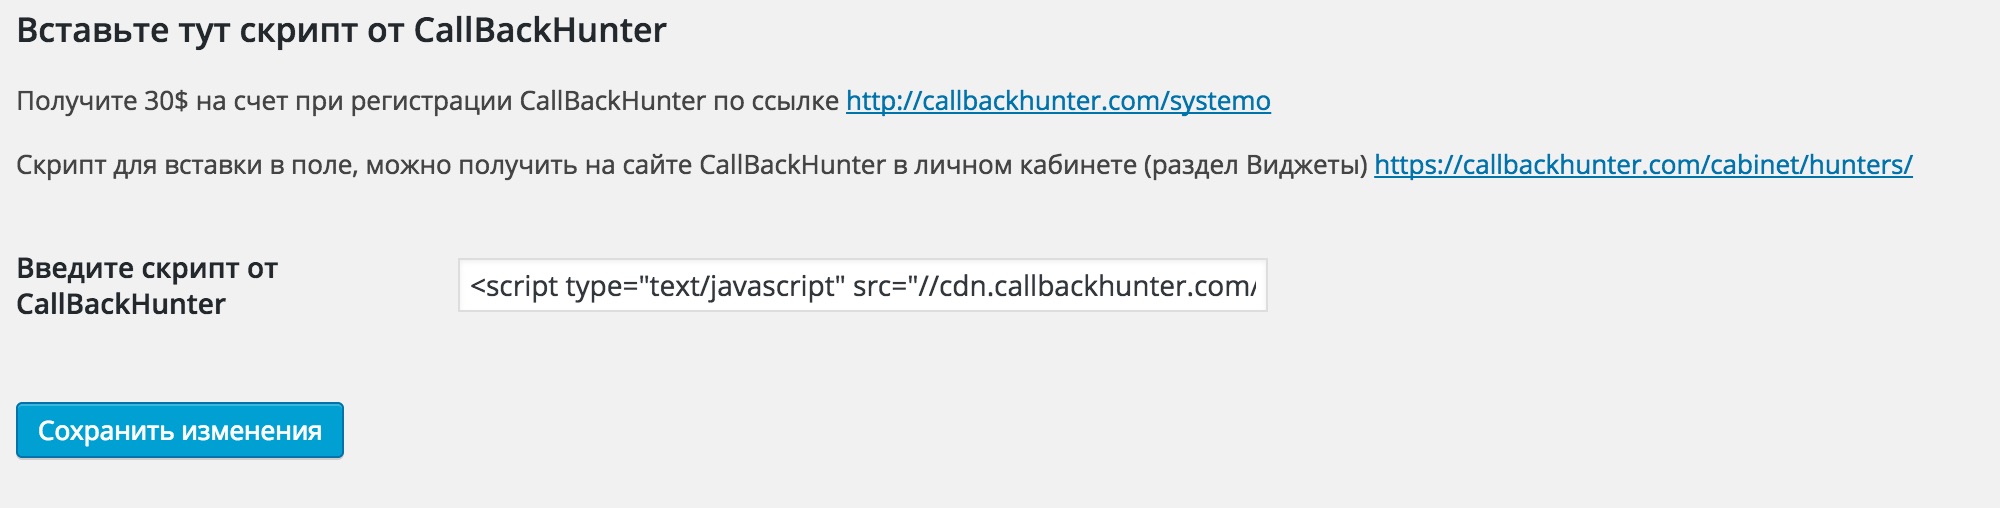 Вставьте тут скрипт от CallBackHunter
Получите 30$ на счет при регистрации CallBackHunter по ссылке http://callbackhunter.com/systemo
Скрипт для вставки в поле, можно получить на сайте CallBackHunter в личном кабинете (раздел Виджеты) https://callbackhunter.com/cabinet/hunters/
Введите скрипт от
CallBackHunter
<script type="text/javascript" src="//cdn.callbackhunter.com/
Сохранить изменения